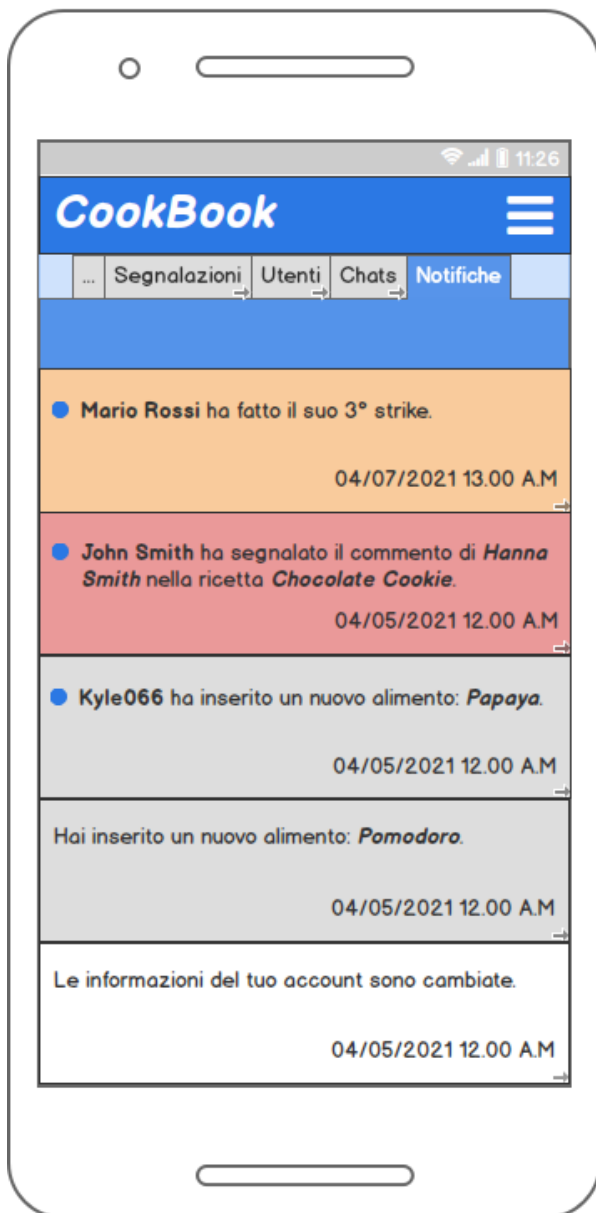 11:26
CookBook
... Segnalazioni Utenti Chats Notifiche
Mario Rossi ha fatto il suo 3° strike.
04/07/2021 13.00 A.M
John Smith ha segnalato il commento di Hanna
Smith nella ricetta Chocolate Cookie.
04/05/2021 12.00 A.M
Kyle066 ha inserito un nuovo alimento: Papaya.
04/05/2021 12.00 A.M
Hai inserito un nuovo alimento: Pomodoro.
04/05/2021 12.00 A.M
Le informazioni del tuo account sono cambiate.
04/05/2021 12.00 A.M